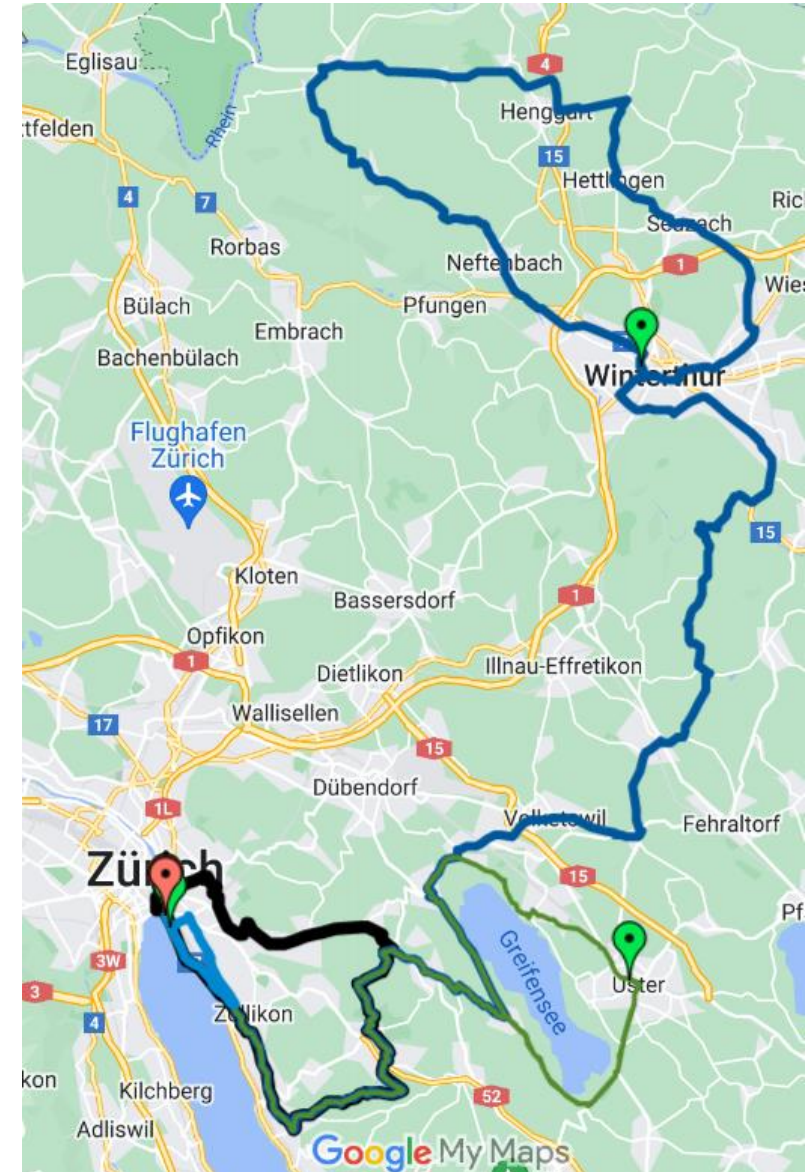 Eglisau
4
Henggart
Rhein
ttfelden
15
4
7
Hettlingen
Ric
Rorbas
Seuzach
Neftenbach
1
Wies
Bülach
Pfungen
Embrach
Bachenbülach
Winterthur
Flughafen
Zürich
15
Kloten
1
Bassersdorf
Opfikon
1
Dietlikon
Illnau-Effretikon
17
Wallisellen
15
Dübendorf
1L
Volketswil
Fehraltorf
Zürich
15
Pf
Greifensee
3W
Uster
3
Zollikon
4
kon
Kilchberg
52
Adliswil
Google My Maps